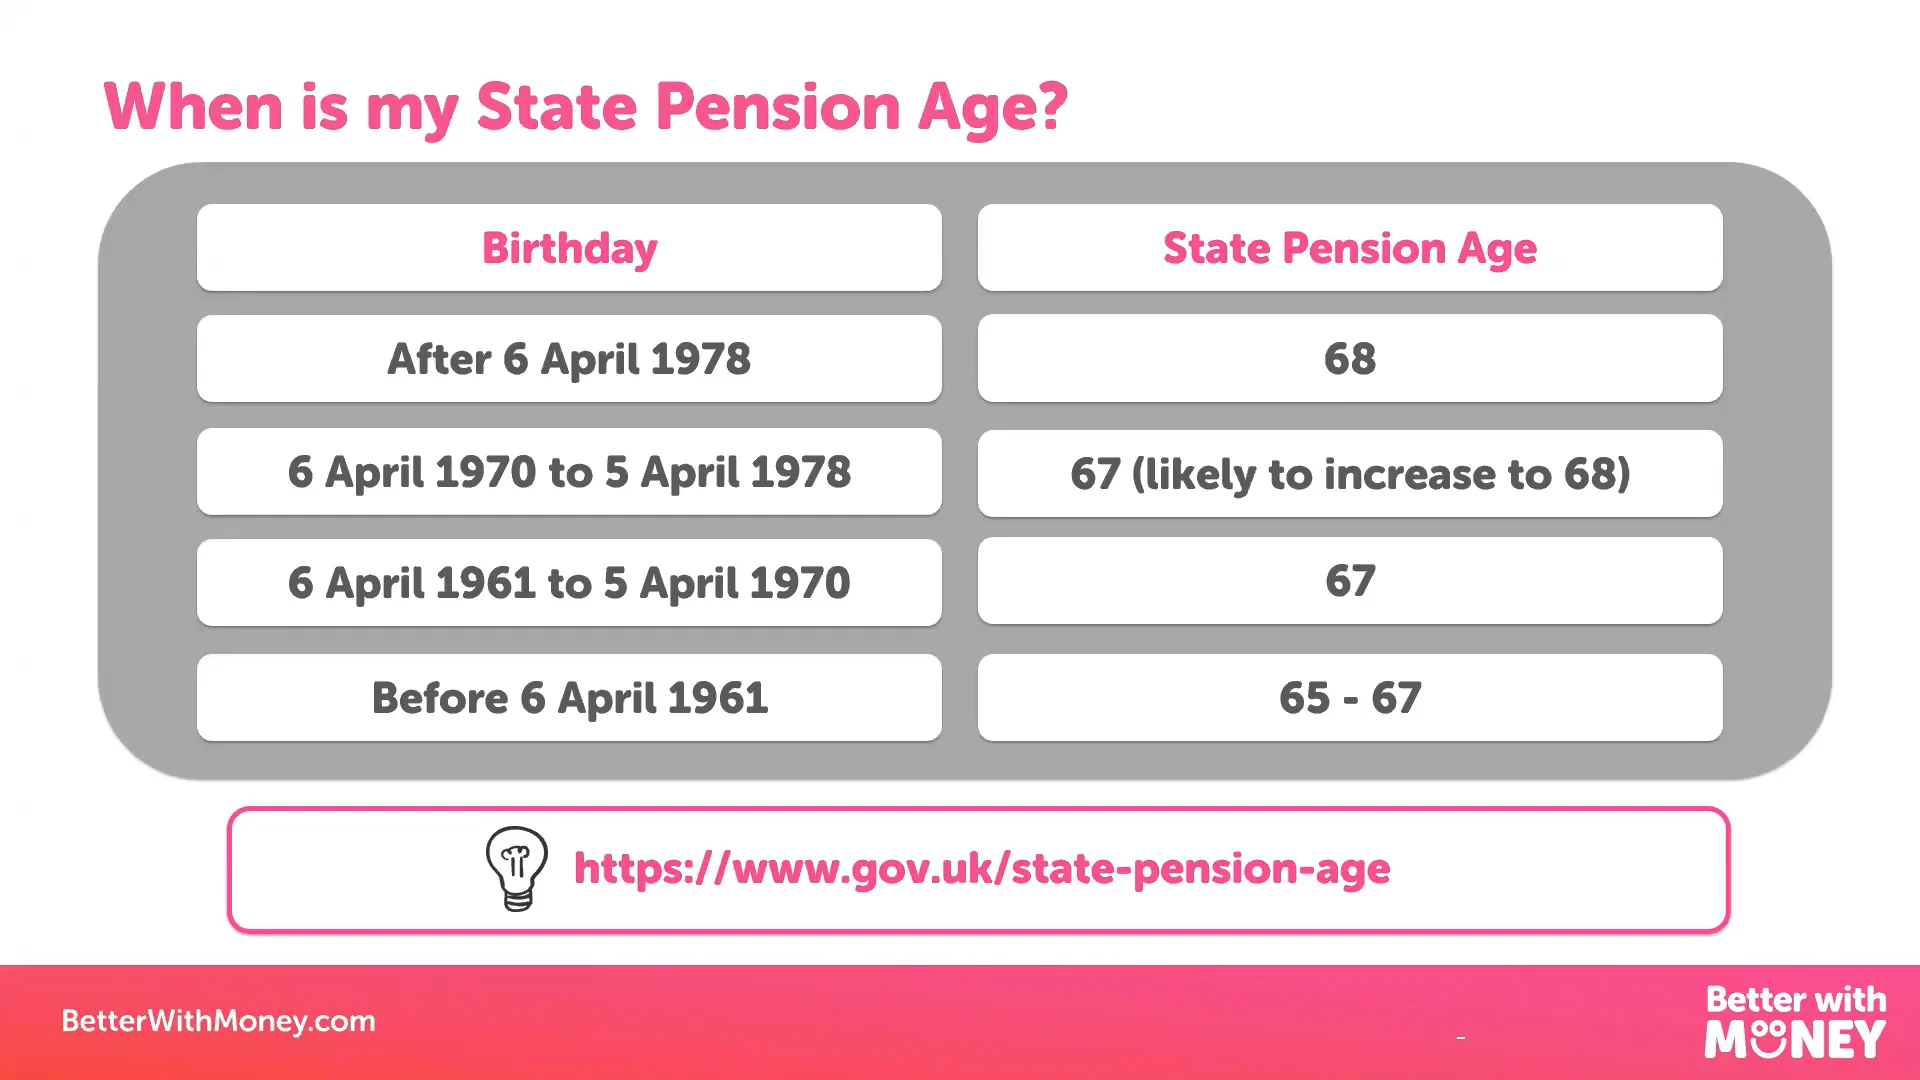 When is my State Pension Age?
Birthday
State Pension Age
After 6 April 1978
68
6 April 1970 to 5 April 1978
67 (likely to increase to 68)
6 April 1961 to 5 April 1970
67
Before 6 April 1961
65 - 67
https://www.gov.uk/state-pension-age
BetterWithMoney.com
-
Better with
MONEY